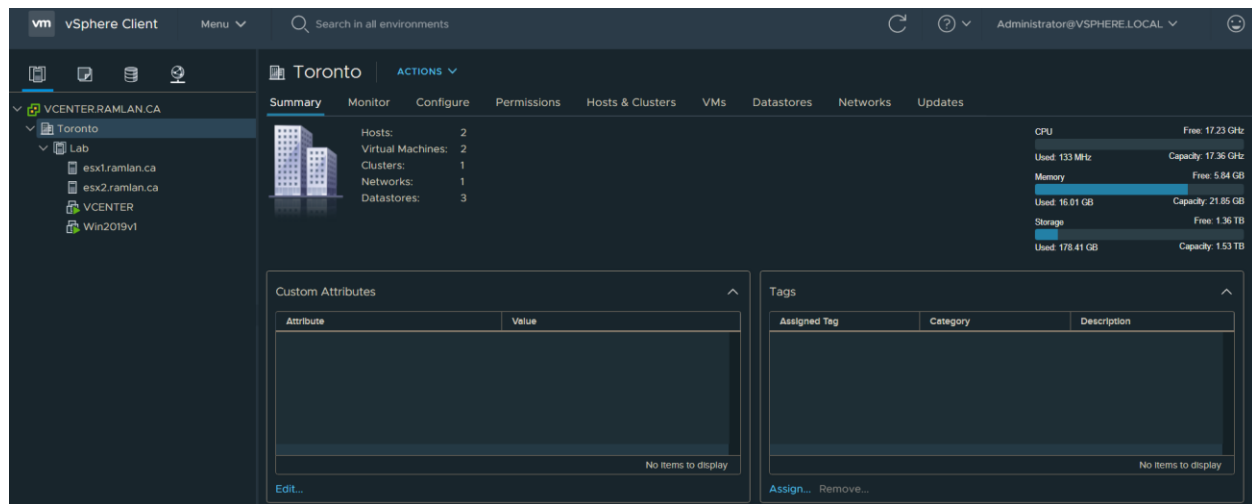 vm vSphere Client Menu Search in all environments Administrator@VSPHERE.LOCAL
Toronto ACTIONS
Summary Monitor Configure Permissions Hosts & Clusters VMs Datastores Networks Updates
VCENTER.RAMLAN.CA
Toronto
Lab
esx1.ramlan.ca
esx2.ramlan.ca
VCENTER
Win2019v1
Hosts: 2
Virtual Machines: 2
Clusters: 1
Networks: 1
Datastores: 3
CPU Free: 17.23 GHz
Used: 133 MHz Capacity: 17.36 GHz
Memory Free: 5.84 GB
Used: 16.01 GB Capacity: 21.85 GB
Storage Free: 1.36 TB
Used: 178.41 GB Capacity: 1.53 TB
Custom Attributes
Attribute Value
No items to display
Edit...
Tags
Assigned Tag Category Description
No items to display
Assign... Remove...